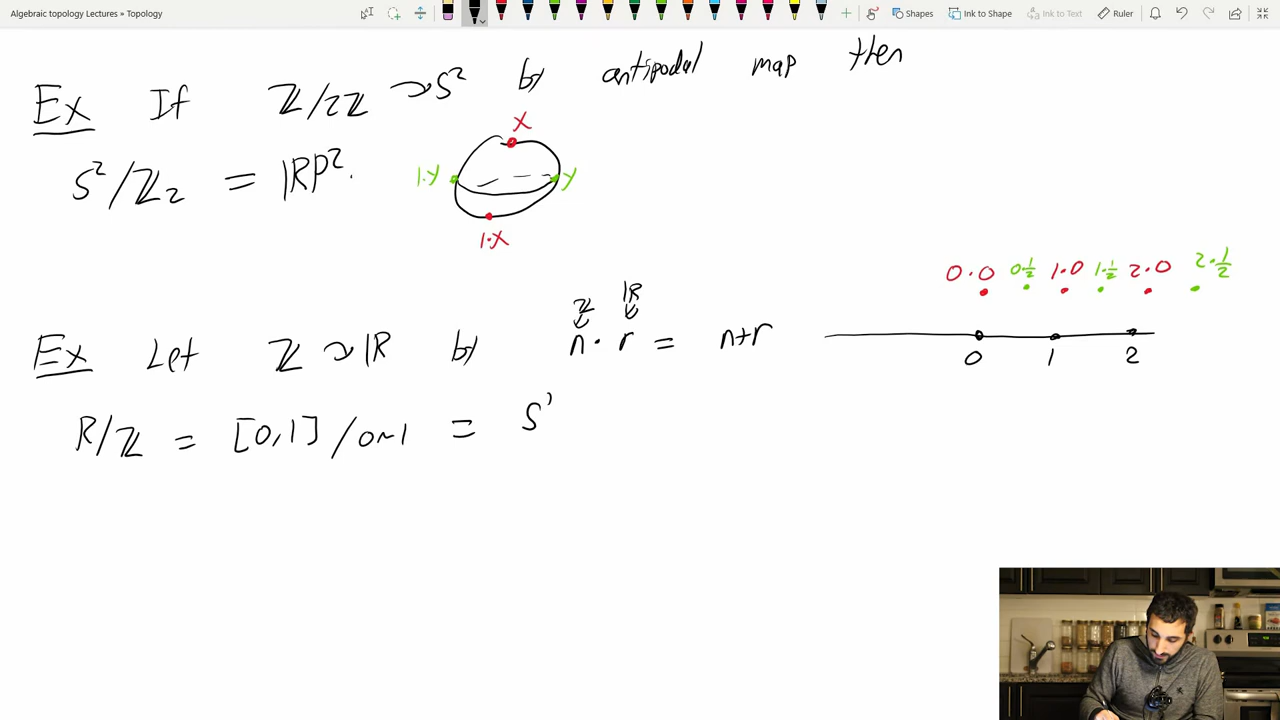 Algebraic topology Lectures » Topology
Shapes
Ink to Shape
Ink to Text
Ruler
Ex If ℤ/2ℤ ↷ S² by antipodal map then
S²/ℤ₂ = ℝP².
X
1·Y
Y
1·X
0·0 0·½ 1·0 1·½ 2·0 2·½
ℤ ℝ
Ex Let ℤ ↷ ℝ by n · r = n+r
0 1 2
R/ℤ = [0,1]/0~1 = S¹